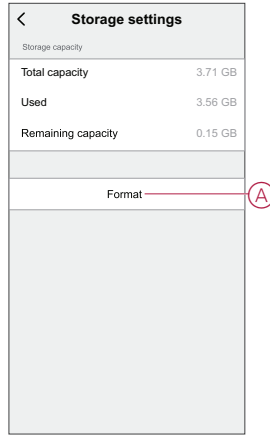 Storage settings
Storage capacity
Total capacity 3.71 GB
Used 3.56 GB
Remaining capacity 0.15 GB
Format A